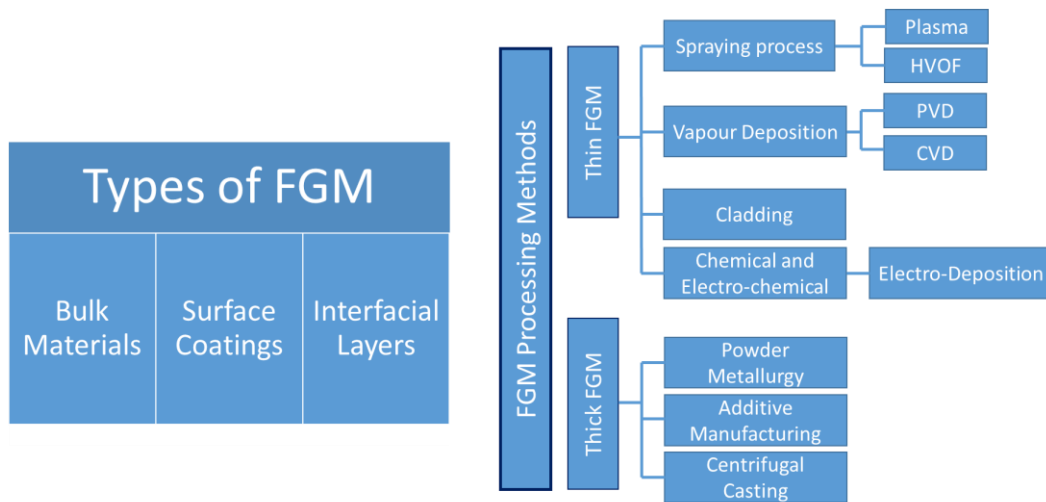 Types of FGM
Bulk
Materials
Surface
Coatings
Interfacial
Layers
FGM Processing Methods
Thin FGM
Spraying process
Plasma
HVOF
Vapour Deposition
PVD
CVD
Cladding
Chemical and
Electro-chemical
Electro-Deposition
Thick FGM
Powder
Metallurgy
Additive
Manufacturing
Centrifugal
Casting